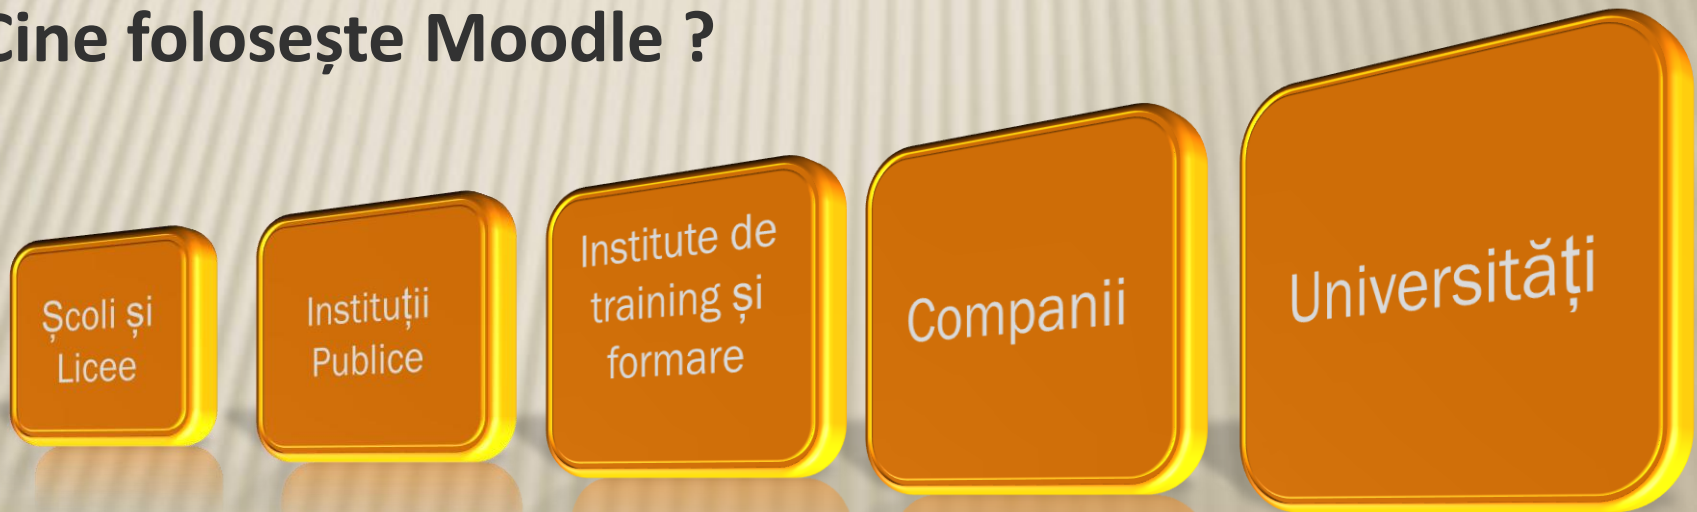 Cine folosește Moodle ?
Școli și
Licee
Instituții
Publice
Institute de
training și
formare
Companii
Universități